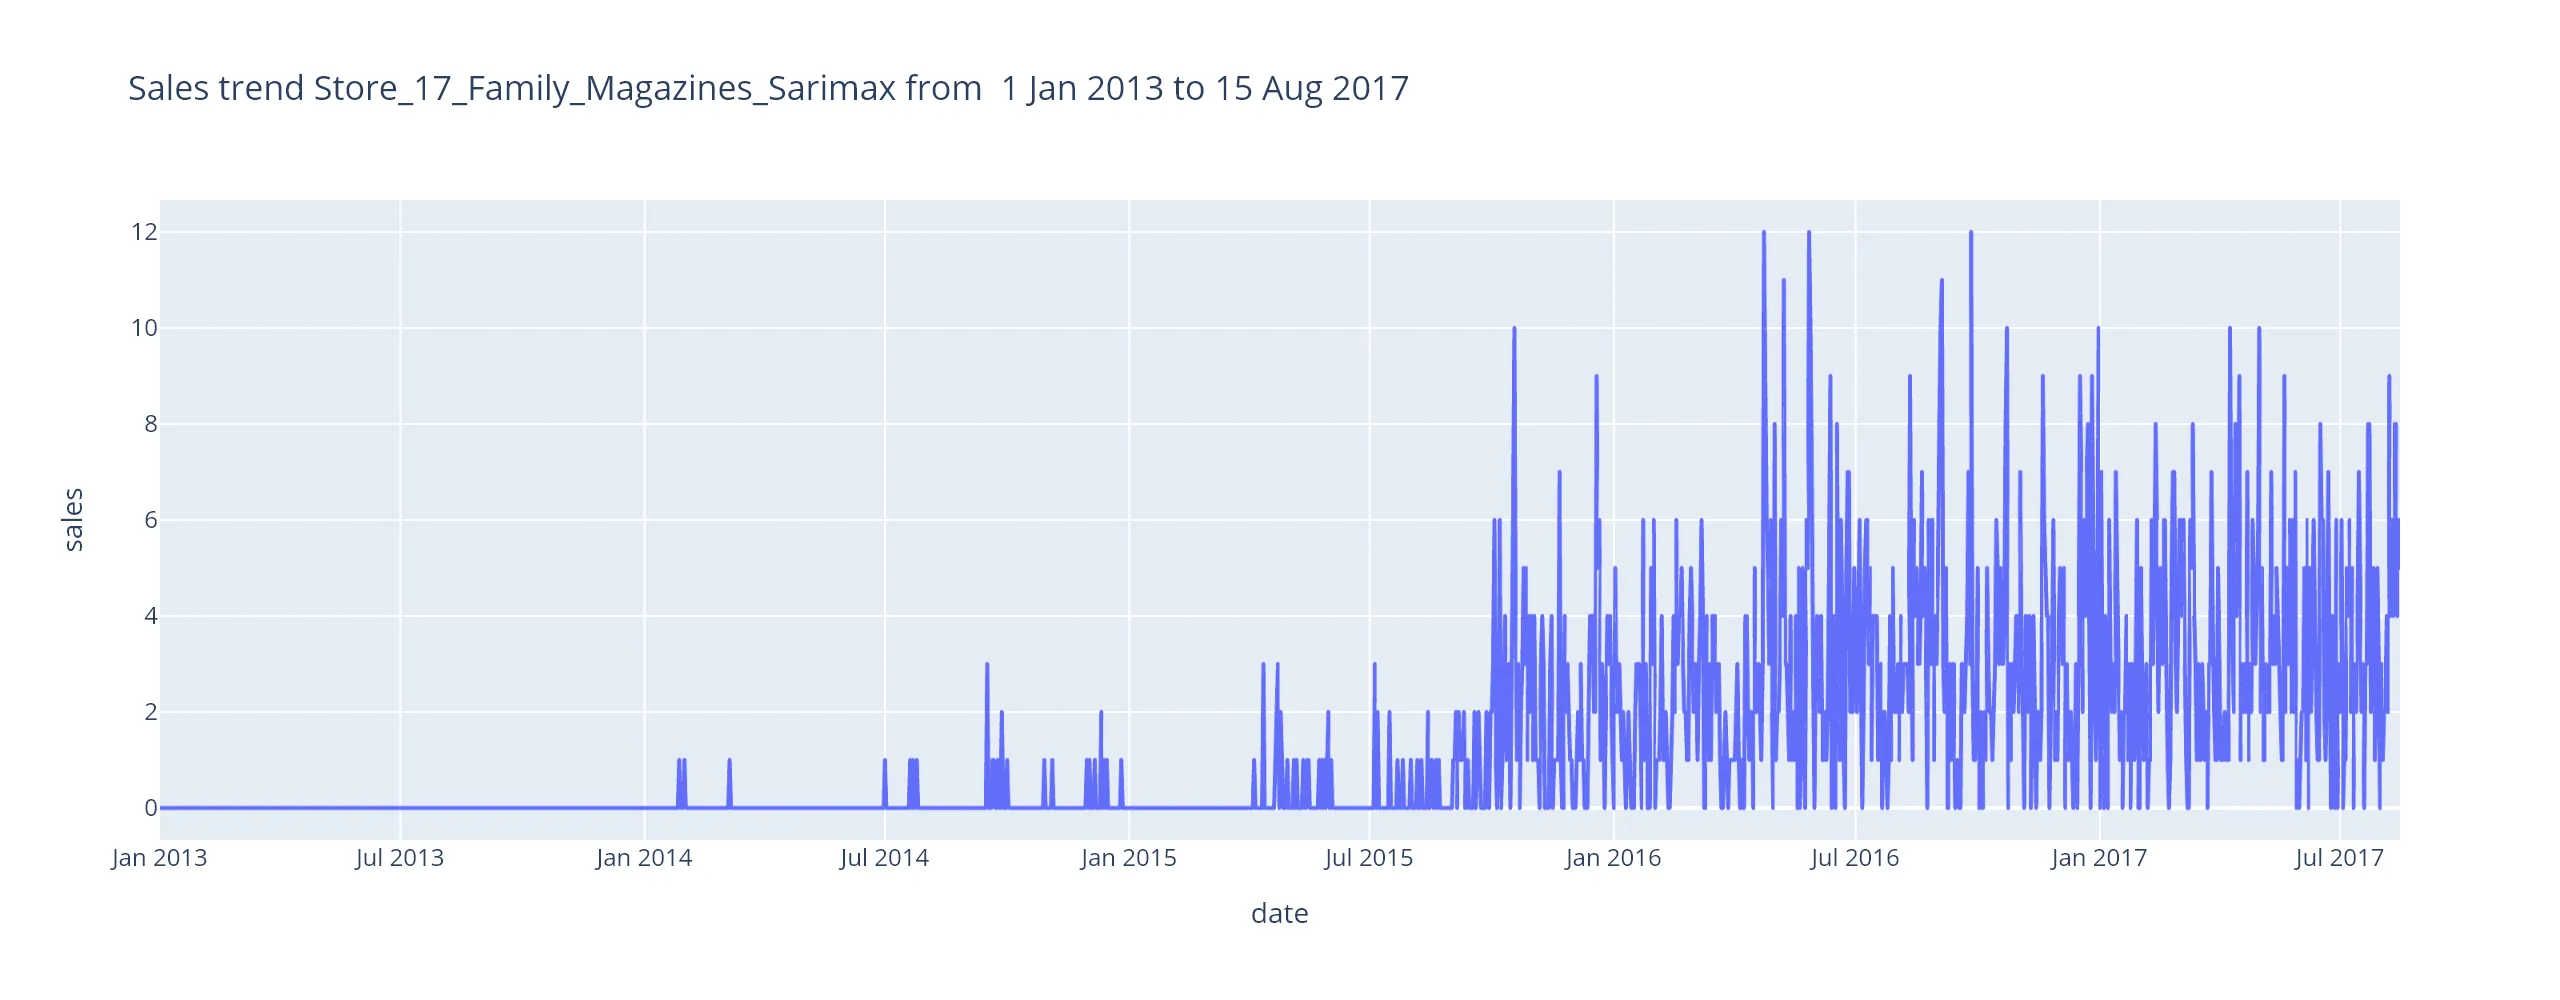 Sales trend Store_17_Family_Magazines_Sarimax from  1 Jan 2013 to 15 Aug 2017
12
10
8
6
4
2
0
sales
Jan 2013 Jul 2013 Jan 2014 Jul 2014 Jan 2015 Jul 2015 Jan 2016 Jul 2016 Jan 2017 Jul 2017
date